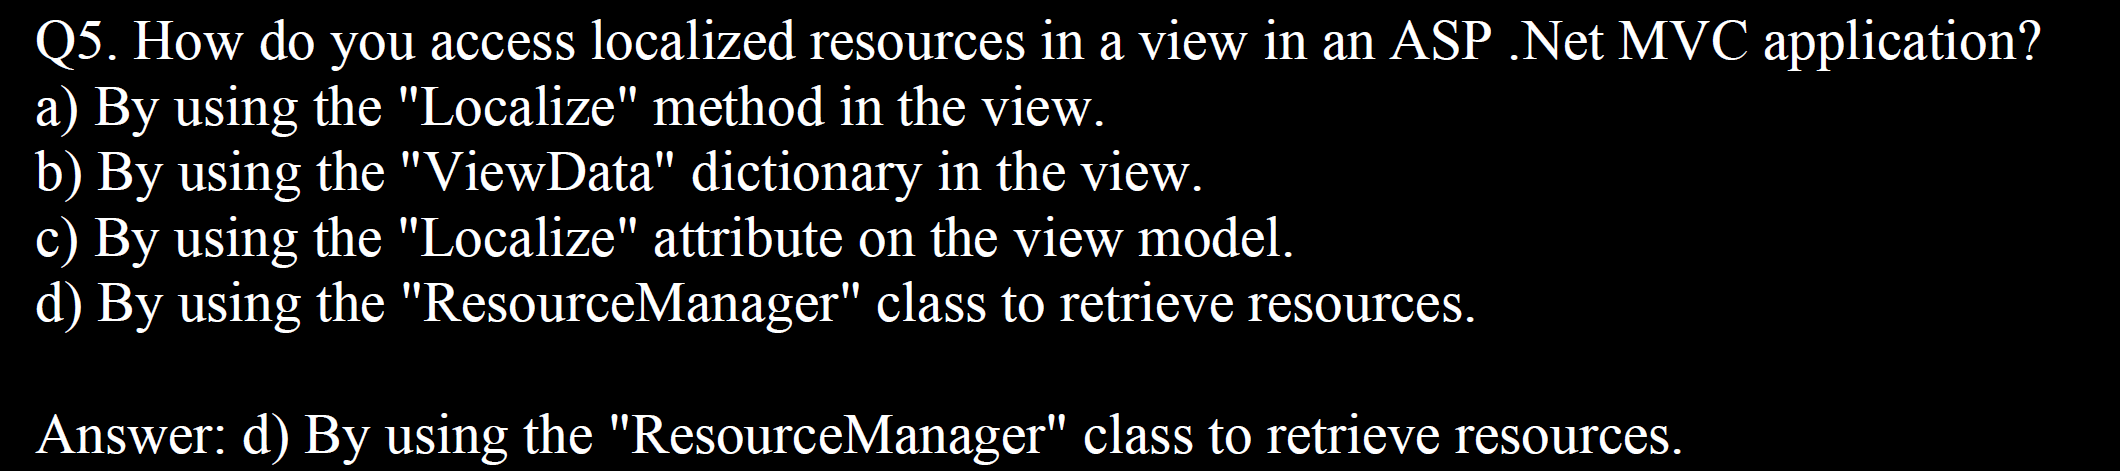 Q5. How do you access localized resources in a view in an ASP .Net MVC application?
a) By using the "Localize" method in the view.
b) By using the "ViewData" dictionary in the view.
c) By using the "Localize" attribute on the view model.
d) By using the "ResourceManager" class to retrieve resources.
Answer: d) By using the "ResourceManager" class to retrieve resources.